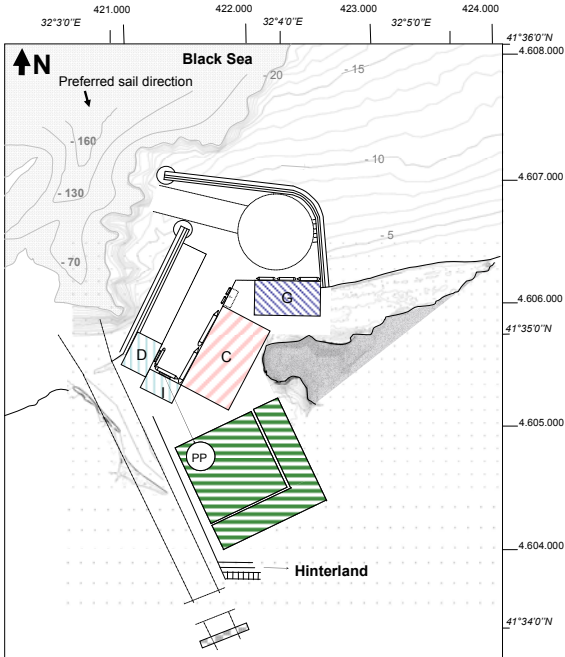 421.000 422.000 423.000 424.000
32°3'0"E 32°4'0"E 32°5'0"E
41°36'0"N
4.608.000
N
Black Sea
Preferred sail direction
- 20
- 15
- 160
- 10
4.607.000
- 130
- 5
- 70
4.606.000
G
41°35'0"N
D
C
I
4.605.000
PP
4.604.000
Hinterland
41°34'0"N